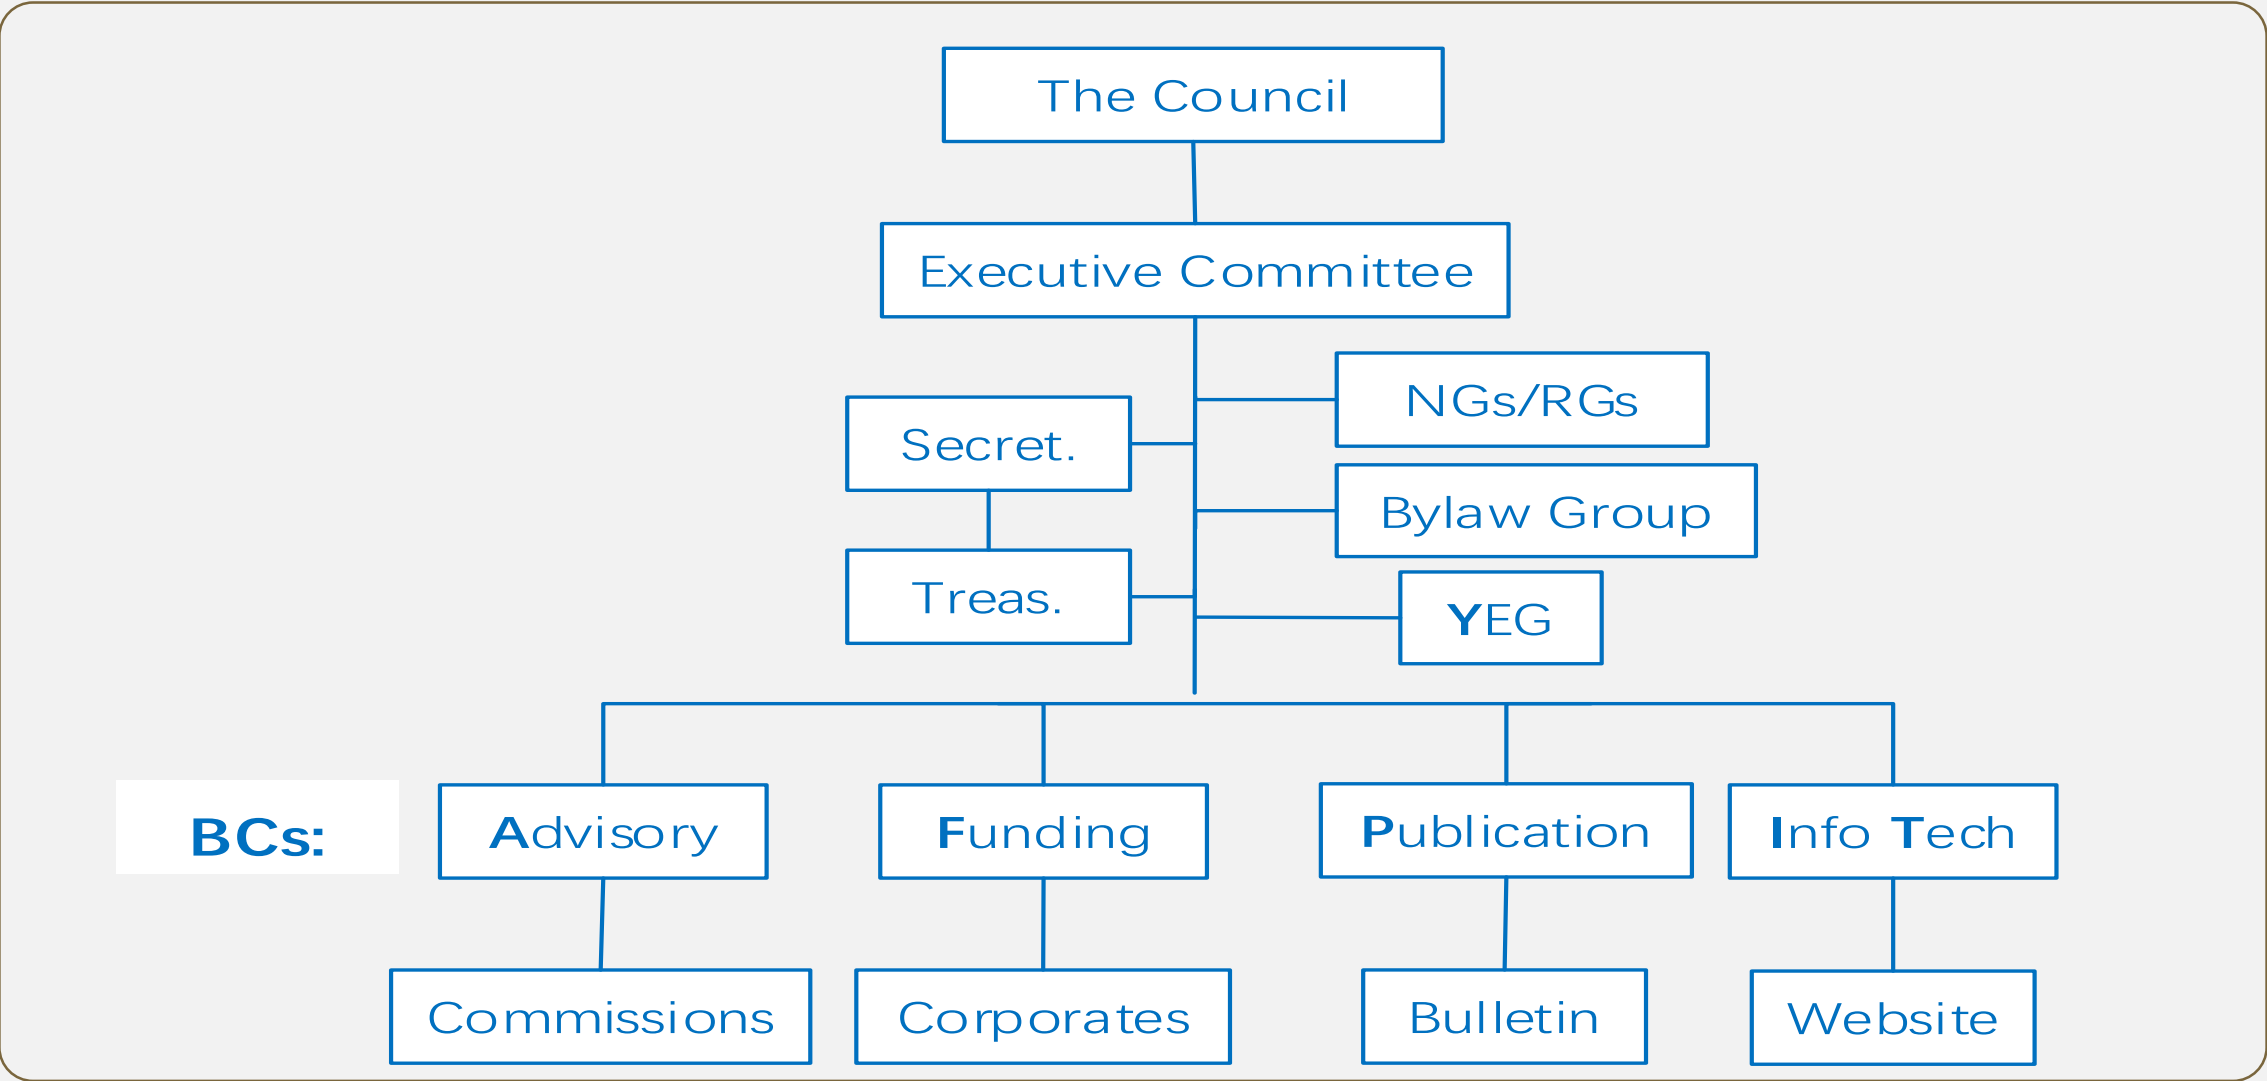 The Council
Executive Committee
NGs/RGs
Secret.
Bylaw Group
Treas.
YEG
BCs:
Advisory
Funding
Publication
Info Tech
Commissions
Corporates
Bulletin
Website